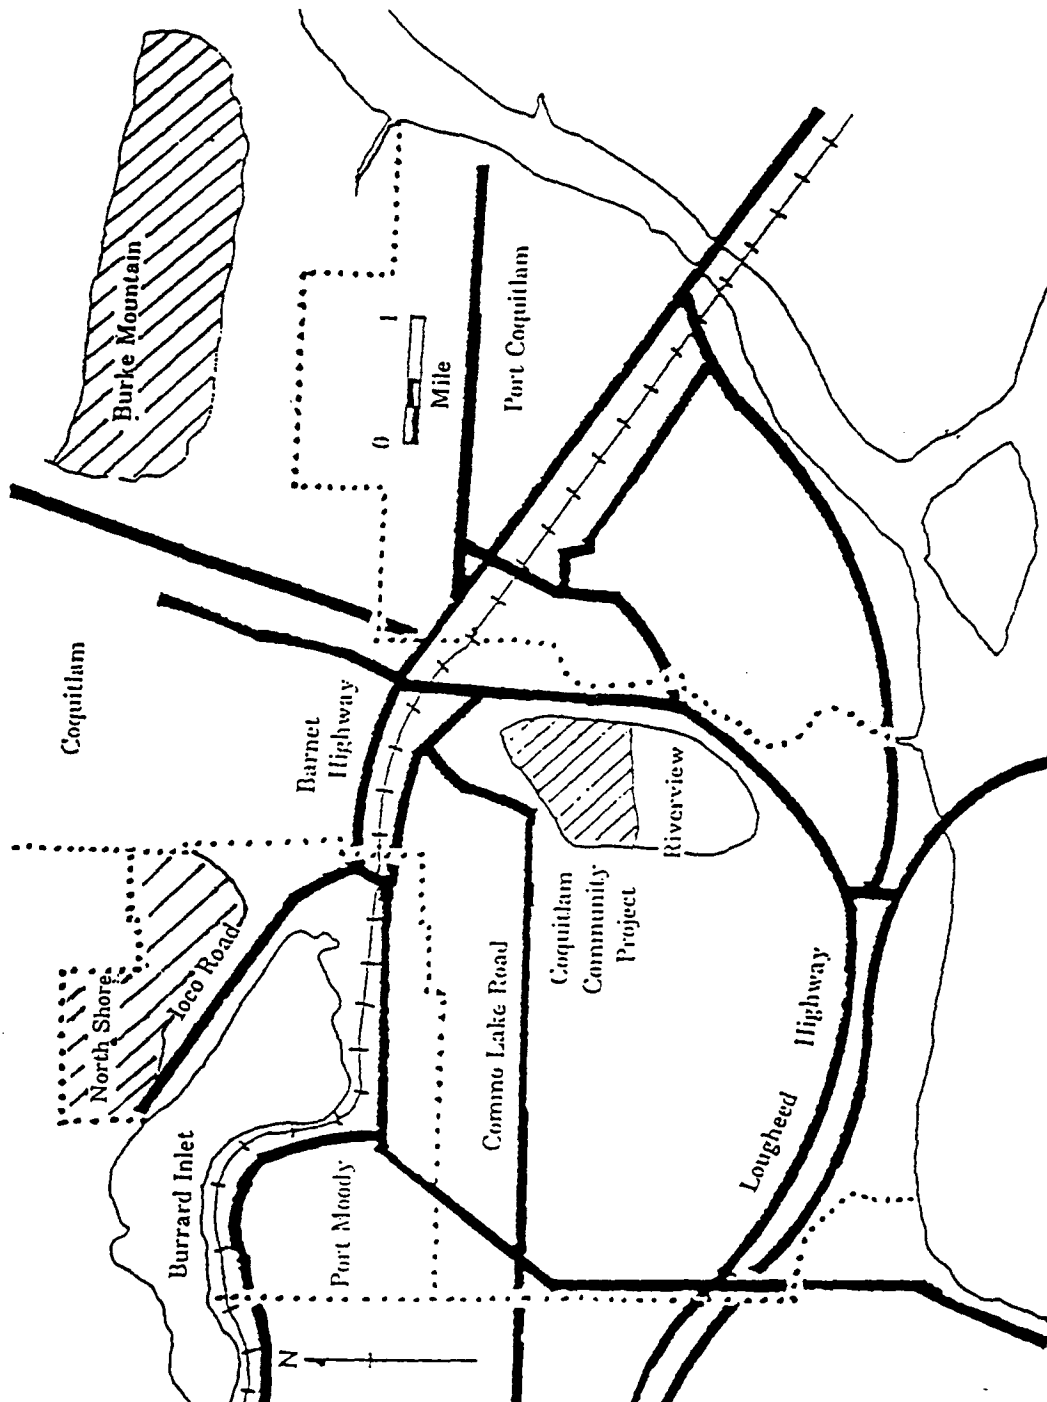 Burke Mountain
Coquitlam
North Shore
Ioco Road
Barnet
Highway
0 1
Mile
Port Coquitlam
Burrard Inlet
Port Moody
Commo Lake Road
Coquitlam
Community
Project
Riverview
Lougheed
Highway
N